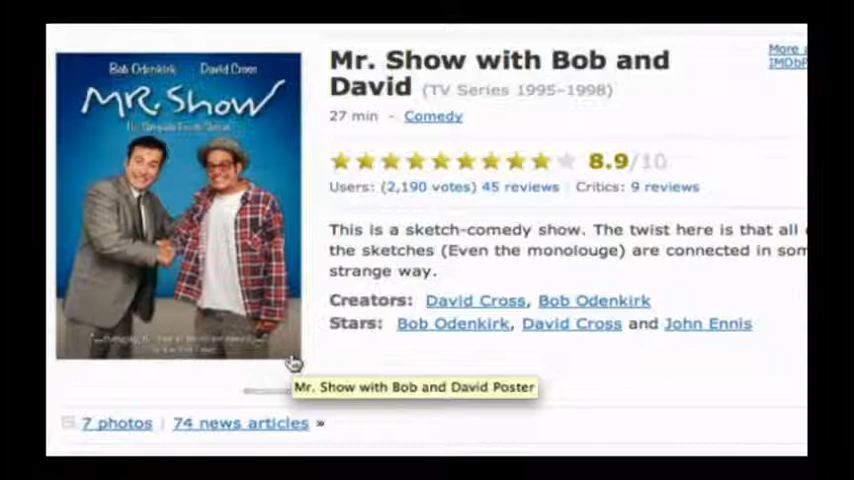 Bob Odenkirk David Cross
MR. Show
Mr. Show with Bob and
David (TV Series 1995-1998)
More a
IMDbP
27 min - Comedy
8.9/10
Users: (2,190 votes) 45 reviews | Critics: 9 reviews
This is a sketch-comedy show. The twist here is that all
the sketches (Even the monolouge) are connected in som
strange way.
Creators: David Cross, Bob Odenkirk
Stars: Bob Odenkirk, David Cross and John Ennis
Mr. Show with Bob and David Poster
7 photos | 74 news articles »